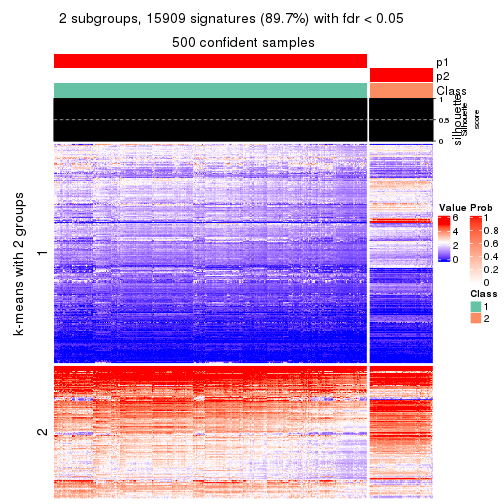 2 subgroups, 15909 signatures (89.7%) with fdr < 0.05
500 confident samples
p1
p2
Class
1
0.5
0
silhouette
Silhouette
score
k-means with 2 groups
1
2
Value
6
4
2
0
Prob
1
0.8
0.6
0.4
0.2
0
Class
1
2